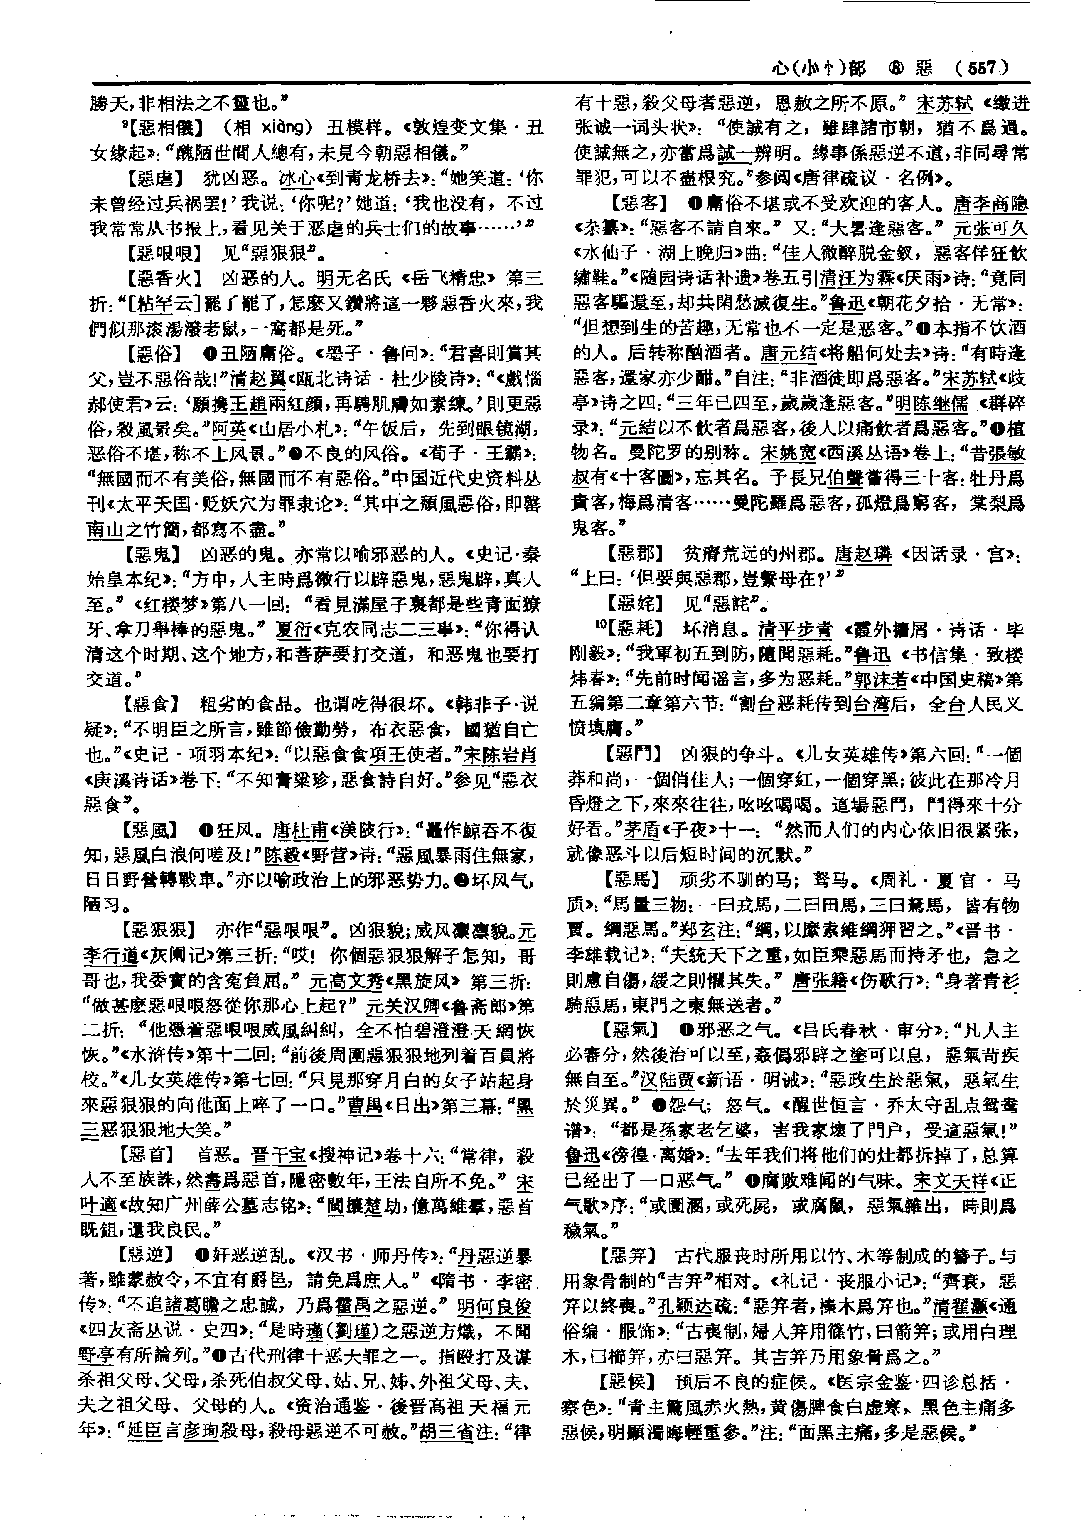 心(小忄)部　⑧　惡　(557)
勝天,非相法之不靈也。”
⁹【惡相儀】 (相 xiàng) 丑模样。《敦煌变文集·丑
女缘起》:“醜陋世間人總有,未見今朝惡相儀。”
【惡虐】 犹凶恶。冰心《到青龙桥去》:“她笑道:‘你
未曾经过兵祸罢!’我说:‘你呢?’她道:‘我也没有,不过
我常常从书报上,看见关于恶虐的兵士们的故事……’”
【惡哏哏】 见“惡狠狠”。
【惡香火】 凶恶的人。明无名氏《岳飞精忠》第三
折:“[粘罕云]罷了罷了,怎麽又鑽將這一夥惡香火來,我
們似那滚湯潑老鼠,一窩都是死。”
【惡俗】 ❶丑陋庸俗。《墨子·鲁问》:“君喜則賞其
父,豈不惡俗哉!”清赵翼《瓯北诗话·杜少陵诗》:“《戲惱
郝使君》云:‘願携王趙兩紅顔,再騁肌膚如素練。’則更惡
俗,殺風景矣。”阿英《山居小札》:“午饭后,先到眼镜湖,
恶俗不堪,称不上风景。”❷不良的风俗。《荀子·王霸》:
“無國而不有美俗,無國而不有惡俗。”中国近代史资料丛
刊《太平天国·贬妖穴为罪隶论》:“其中之頽風惡俗,即罄
南山之竹簡,都寫不盡。”
【惡鬼】 凶恶的鬼。亦常以喻邪恶的人。《史记·秦
始皇本纪》:“方中,人主時爲微行以辟惡鬼,惡鬼辟,真人
至。”《红楼梦》第八一回:“看見滿屋子裏都是些青面獠
牙、拿刀舉棒的惡鬼。”夏衍《克农同志二三事》:“你得认
清这个时期、这个地方,和菩萨要打交道,和恶鬼也要打
交道。”
【惡食】 粗劣的食品。也谓吃得很坏。《韩非子·说
疑》:“不明臣之所言,雖節儉勤勞,布衣惡食,國猶自亡
也。”《史记·项羽本纪》:“以惡食食項王使者。”宋陈岩肖
《庚溪诗话》卷下:“不知膏粱珍,惡食詩自好。”参见“惡衣
惡食”。
【惡風】 ❶狂风。唐杜甫《渼陂行》:“鼉作鯨吞不復
知,惡風白浪何嗟及!”陈毅《野营》诗:“惡風暴雨住無家,
日日野營轉戰車。”亦以喻政治上的邪恶势力。❷坏风气,
陋习。
【惡狠狠】 亦作“惡哏哏”。凶狠貌;威风凛凛貌。元
李行道《灰阑记》第三折:“哎!你個惡狠狠解子怎知,哥
哥也,我委實的含冤負屈。”元高文秀《黑旋风》第三折:
“做甚麽惡哏哏怒從你那心上起?”元关汉卿《鲁斋郎》第
二折:“他憑着惡哏哏威風糾糾,全不怕碧澄澄天網恢
恢。”《水浒传》第十二回:“前後周圍惡狠狠地列着百員將
校。”《儿女英雄传》第七回:“只見那穿月白的女子站起身
來惡狠狠的向他面上啐了一口。”曹禺《日出》第三幕:“黑
三恶狠狠地大笑。”
【惡首】 首恶。晋干宝《搜神记》卷十六:“常律,殺
人不至族誅,然壽爲惡首,隱密數年,王法自所不免。”宋
叶適《故知广州薛公墓志铭》:“閩攘楚劫,億萬維羣,惡首
既鉏,還我良民。”
【惡逆】 ❶奸恶逆乱。《汉书·师丹传》:“丹惡逆暴
著,雖蒙赦令,不宜有爵邑,請免爲庶人。”《隋书·李密
传》:“不追諸葛瞻之忠誠,乃爲霍禹之惡逆。”明何良俊
《四友斋丛说·史四》:“是時瑾(劉瑾)之惡逆方熾,不聞
野亭有所論列。”❷古代刑律十恶大罪之一。指殴打及谋
杀祖父母、父母,杀死伯叔父母、姑、兄、姊、外祖父母、夫、
夫之祖父母、父母的人。《资治通鉴·後晋高祖天福元
年》:“延臣言彦珣殺母,殺母惡逆不可赦。”胡三省注:“律
有十惡,殺父母者惡逆,恩赦之所不原。”宋苏轼《缴进
张诚一词头状》:“使誠有之,雖肆諸市朝,猶不爲過。
使誠無之,亦當爲誠一辨明。緣事係惡逆不道,非同尋常
罪犯,可以不盡根究。”参阅《唐律疏议·名例》。
【惡客】 ❶庸俗不堪或不受欢迎的客人。唐李商隐
《杂纂》:“惡客不請自來。”又:“大暑逢惡客。”元张可久
《水仙子·湖上晚归》曲:“佳人微醉脱金釵,惡客佯狂飲
繡鞋。”《随园诗话补遗》卷五引清汪为霖《厌雨》诗:“竟同
惡客驅還至,却共閑愁滅復生。”鲁迅《朝花夕拾·无常》:
“但想到生的苦趣,无常也不一定是恶客。”❷本指不饮酒
的人。后转称酗酒者。唐元结《将船何处去》诗:“有時逢
惡客,還家亦少酣。”自注:“非酒徒即爲惡客。”宋苏轼《歧
亭》诗之四:“三年已四至,歲歲逢惡客。”明陈继儒《群碎
录》:“元結以不飲者爲惡客,後人以痛飲者爲惡客。”❸植
物名。曼陀罗的别称。宋姚宽《西溪丛语》卷上:“昔張敏
叔有《十客圖》,忘其名。予長兄伯聲嘗得三十客:牡丹爲
貴客,梅爲清客……曼陀羅爲惡客,孤燈爲窮客,棠梨爲
鬼客。”
【惡郡】 贫瘠荒远的州郡。唐赵璘《因话录·宫》:
“上曰:‘但要與惡郡,豈繫母在?’”
【惡姹】 见“惡詫”。
¹⁰【惡耗】 坏消息。清平步青《霞外攟屑·诗话·毕
刚毅》:“我軍初五到防,隨聞惡耗。”鲁迅《书信集·致楼
炜春》:“先前时闻谣言,多为恶耗。”郭沫若《中国史稿》第
五编第二章第六节:“割台恶耗传到台湾后,全台人民义
愤填膺。”
【惡鬥】 凶狠的争斗。《儿女英雄传》第六回:“一個
莽和尚,一個俏佳人;一個穿紅,一個穿黑;彼此在那冷月
昏燈之下,來來往往,吆吆喝喝。這場惡鬥,鬥得來十分
好看。”茅盾《子夜》十一:“然而人们的内心依旧很紧张,
就像恶斗以后短时间的沉默。”
【惡馬】 顽劣不驯的马;驽马。《周礼·夏官·马
质》:“馬量三物:一曰戎馬,二曰田馬,三曰駑馬,皆有物
賈。綱惡馬。”郑玄注:“綱,以縻索維綱狎習之。”《晋书·
李雄载记》:“夫统天下之重,如臣乘惡馬而持矛也,急之
則慮自傷,緩之則懼其失。”唐张籍《伤歌行》:“身著青衫
騎惡馬,東門之東無送者。”
【惡氣】 ❶邪恶之气。《吕氏春秋·审分》:“凡人主
必審分,然後治可以至,姦僞邪辟之塗可以息,惡氣苛疾
無自至。”汉陆贾《新语·明诫》:“惡政生於惡氣,惡氣生
於災異。”❷怨气;怒气。《醒世恒言·乔太守乱点鸳鸯
谱》:“都是孫家老乞婆,害我家壞了門户,受這惡氣!”
鲁迅《彷徨·离婚》:“去年我们将他们的灶都拆掉了,总算
已经出了一口恶气。”❸腐败难闻的气味。宋文天祥《正
气歌》序:“或圊溷,或死屍,或腐鼠,惡氣雜出,時則爲
穢氣。”
【惡笄】 古代服丧时所用以竹、木等制成的簪子。与
用象骨制的“吉笄”相对。《礼记·丧服小记》:“齊衰,惡
笄以終喪。”孔颖达疏:“惡笄者,榛木爲笄也。”清翟灏《通
俗编·服饰》:“古喪制,婦人笄用篠竹,曰箭笄;或用白理
木,曰櫛笄,亦曰惡笄。其吉笄乃用象骨爲之。”
【惡候】 预后不良的症候。《医宗金鉴·四诊总括·
察色》:“青主驚風赤火熱,黄傷脾食白虚寒、黑色主痛多
惡候,明顯濁晦輕重參。”注:“面黑主痛,多是惡候。”